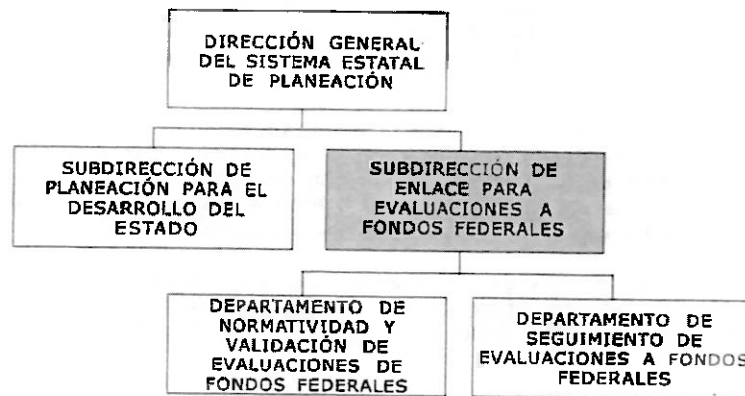 DIRECCIÓN GENERAL
DEL SISTEMA ESTATAL
DE PLANEACIÓN
SUBDIRECCIÓN DE
PLANEACIÓN PARA EL
DESARROLLO DEL
ESTADO
SUBDIRECCIÓN DE
ENLACE PARA
EVALUACIONES A
FONDOS FEDERALES
DEPARTAMENTO DE
NORMATIVIDAD Y
VALIDACIÓN DE
EVALUACIONES DE
FONDOS FEDERALES
DEPARTAMENTO DE
SEGUIMIENTO DE
EVALUACIONES A FONDOS
FEDERALES